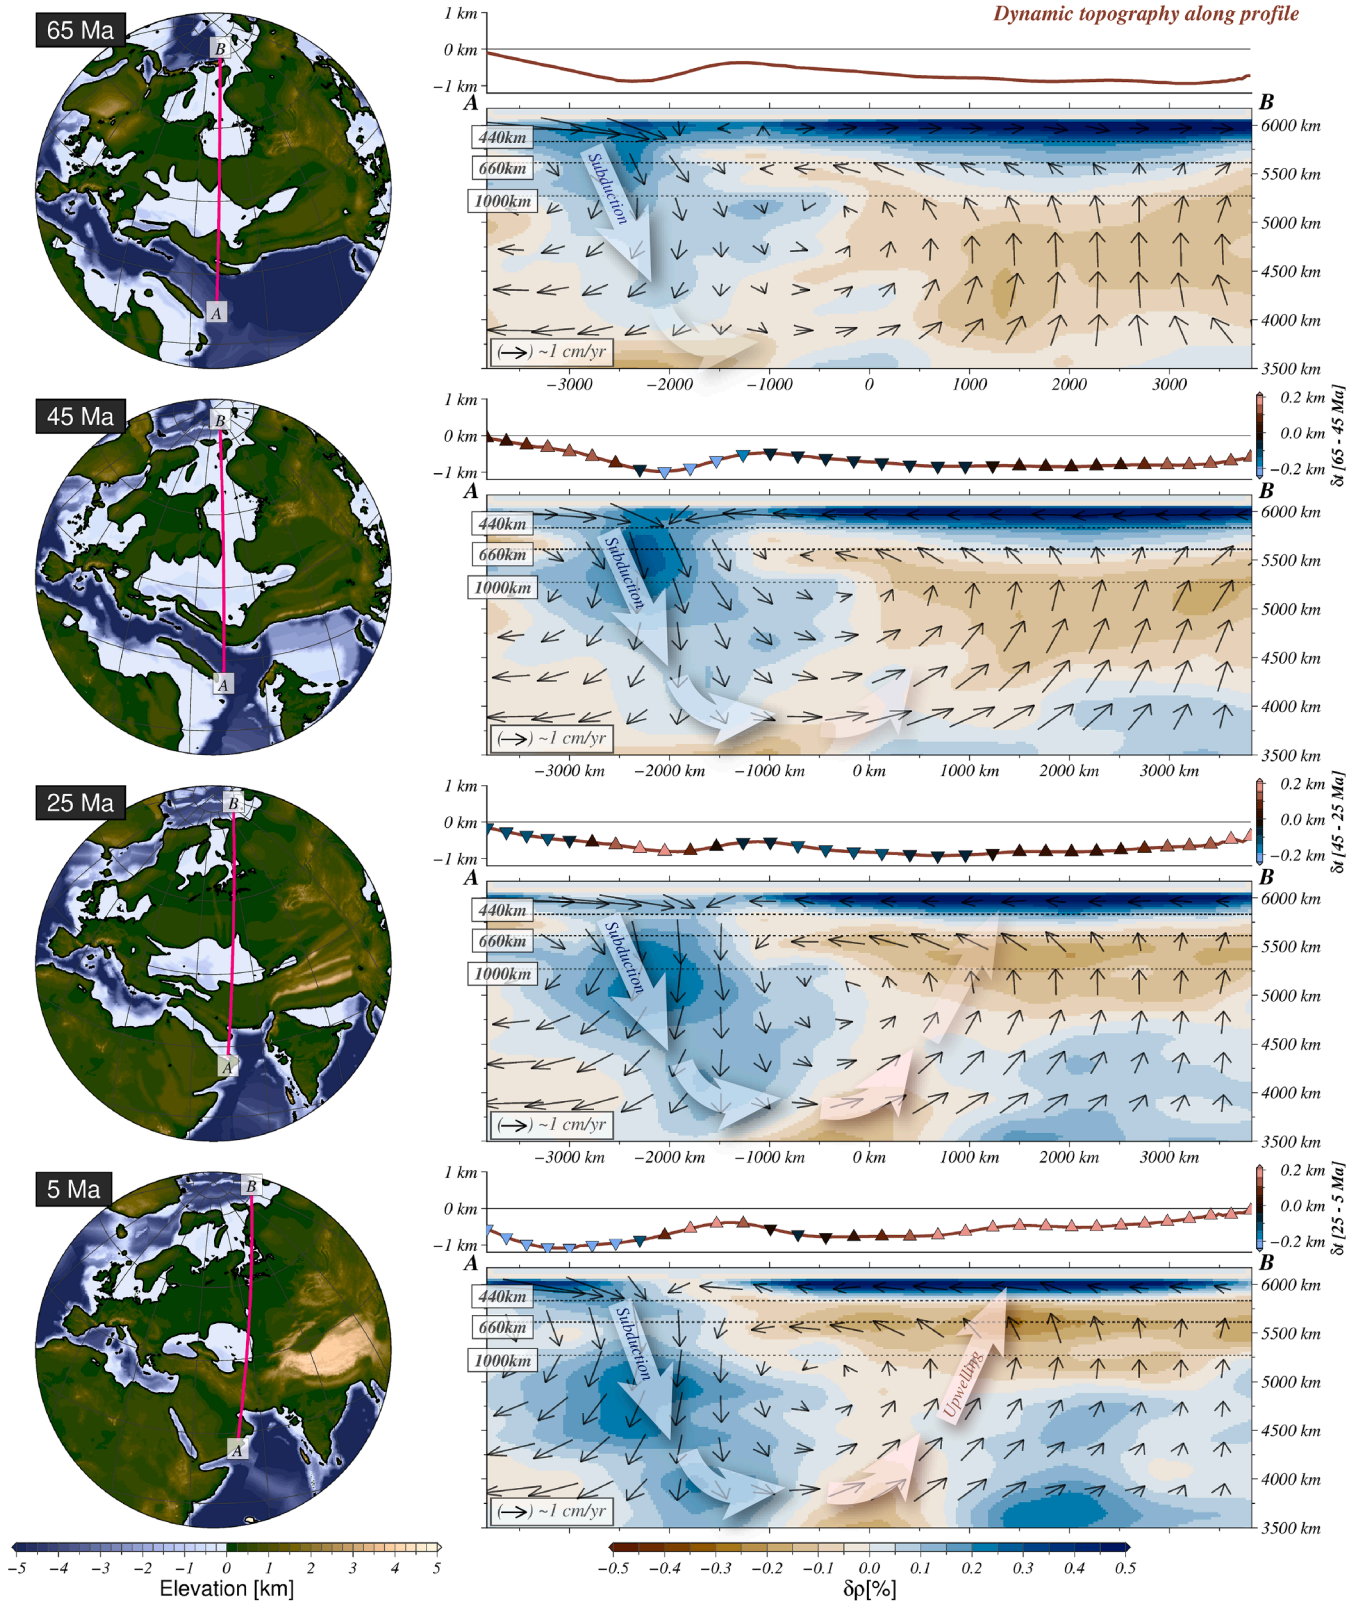 65 Ma
B
A
Dynamic topography along profile
1 km
0 km
−1 km
A
B
440km
660km
1000km
Subduction
(→) ~1 cm/yr
6000 km
5500 km
5000 km
4500 km
4000 km
3500 km
−3000 −2000 −1000 0 1000 2000 3000
45 Ma
B
A
1 km
0 km
−1 km
0.2 km
0.0 km
−0.2 km
δt [65 - 45 Ma]
A
B
440km
660km
1000km
Subduction
(→) ~1 cm/yr
6000 km
5500 km
5000 km
4500 km
4000 km
3500 km
−3000 km −2000 km −1000 km 0 km 1000 km 2000 km 3000 km
25 Ma
B
A
1 km
0 km
−1 km
0.2 km
0.0 km
−0.2 km
δt [45 - 25 Ma]
A
B
440km
660km
1000km
Subduction
(→) ~1 cm/yr
6000 km
5500 km
5000 km
4500 km
4000 km
3500 km
−3000 km −2000 km −1000 km 0 km 1000 km 2000 km 3000 km
5 Ma
B
A
1 km
0 km
−1 km
0.2 km
0.0 km
−0.2 km
δt [25 - 5 Ma]
A
B
440km
660km
1000km
Subduction
Upwelling
(→) ~1 cm/yr
6000 km
5500 km
5000 km
4500 km
4000 km
3500 km
−5 −4 −3 −2 −1 0 1 2 3 4 5
Elevation [km]
−0.5 −0.4 −0.3 −0.2 −0.1 0.0 0.1 0.2 0.3 0.4 0.5
δρ[%]